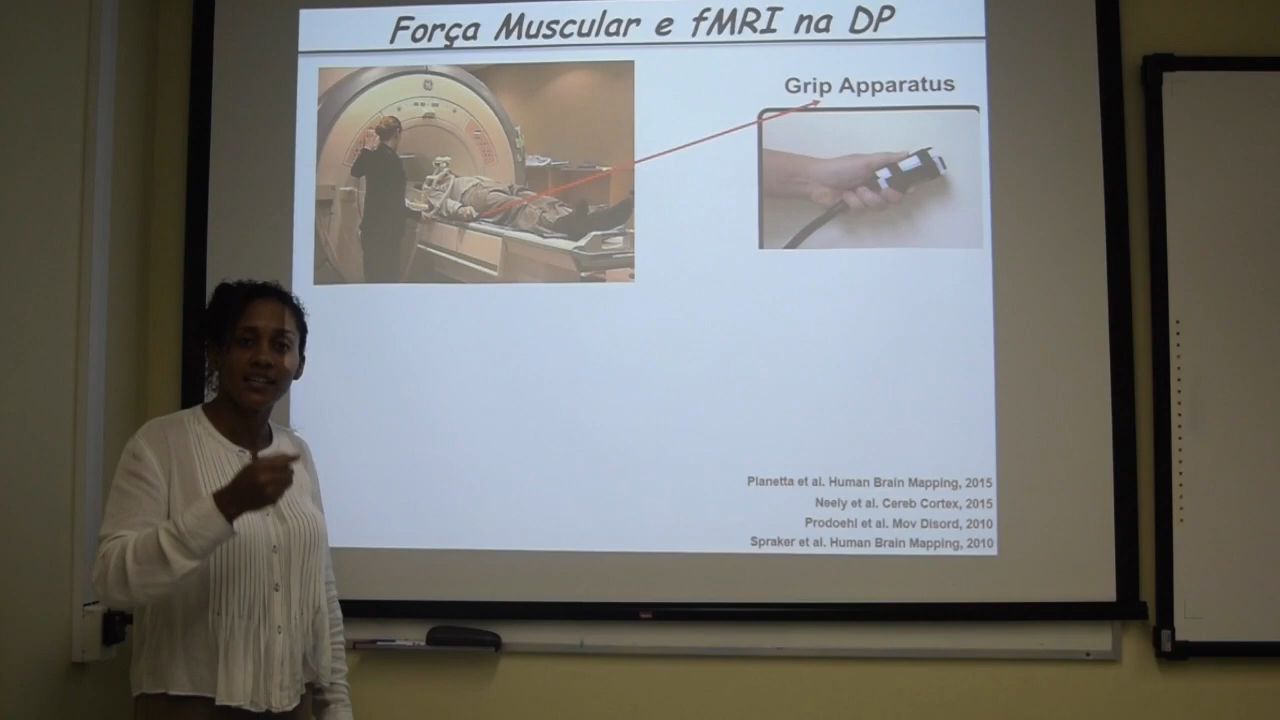 Força Muscular e fMRI na DP
Grip Apparatus
Planetta et al. Human Brain Mapping, 2015
Neely et al. Cereb Cortex, 2015
Prodoehl et al. Mov Disord, 2010
Spraker et al. Human Brain Mapping, 2010